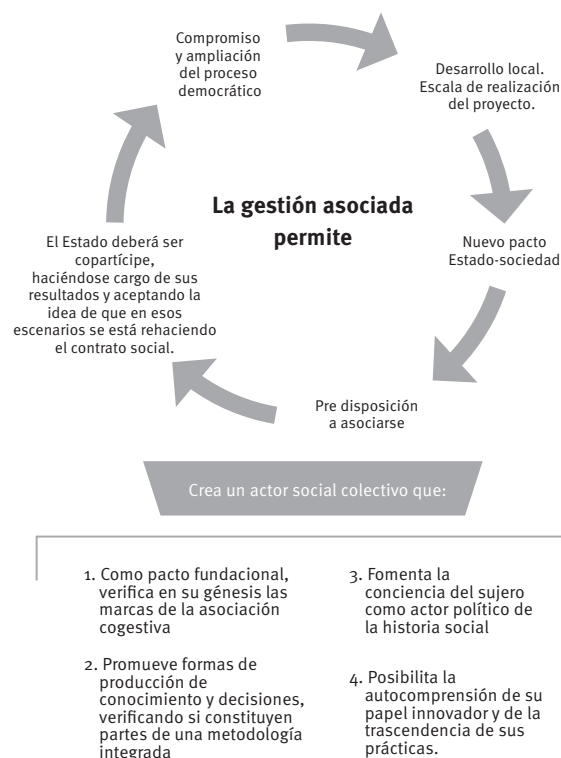 Compromiso
y ampliación
del proceso
democrático
Desarrollo local.
Escala de realización
del proyecto.
La gestión asociada
permite
El Estado deberá ser
copartícipe,
haciéndose cargo de sus
resultados y aceptando la
idea de que en esos
escenarios se está rehaciendo
el contrato social.
Nuevo pacto
Estado-sociedad
Pre disposición
a asociarse
Crea un actor social colectivo que:
1. Como pacto fundacional,
verifica en su génesis las
marcas de la asociación
cogestiva
2. Promueve formas de
producción de
conocimiento y decisiones,
verificando si constituyen
partes de una metodología
integrada
3. Fomenta la
conciencia del sujero
como actor político de
la historia social
4. Posibilita la
autocomprensión de su
papel innovador y de la
trascendencia de sus
prácticas.